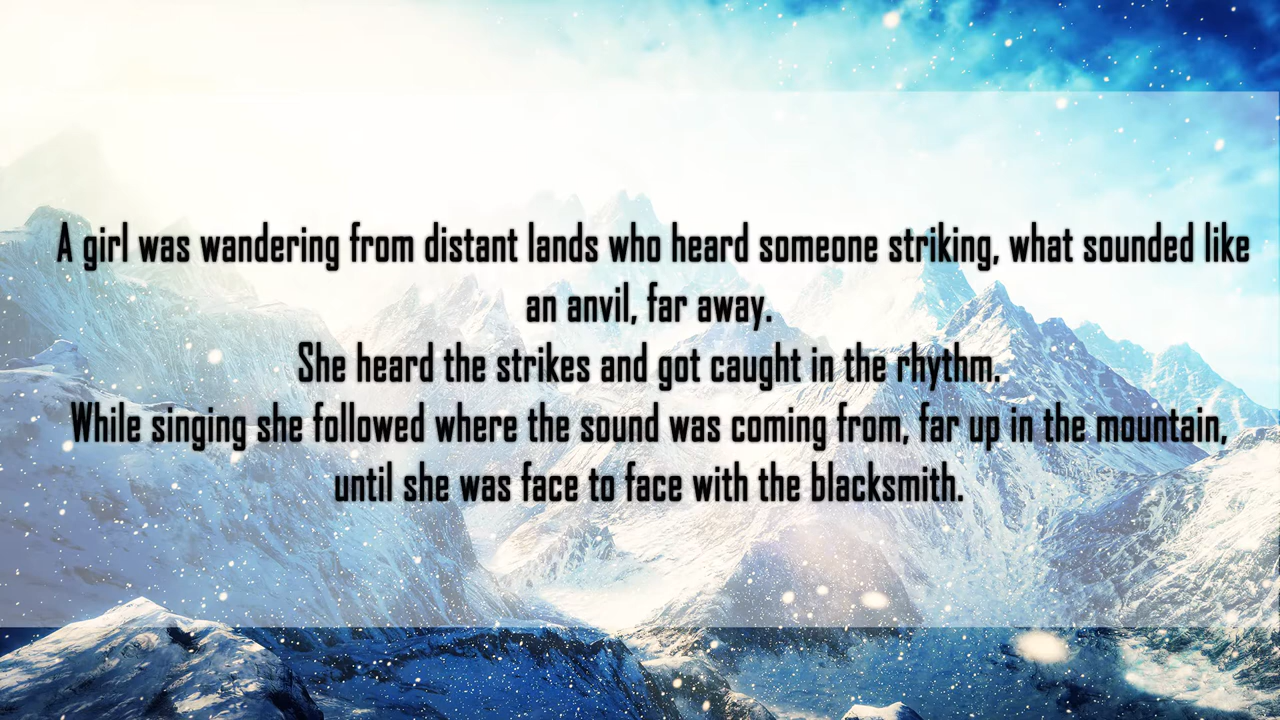 A girl was wandering from distant lands who heard someone striking, what sounded like
an anvil, far away.
She heard the strikes and got caught in the rhythm.
While singing she followed where the sound was coming from, far up in the mountain,
until she was face to face with the blacksmith.